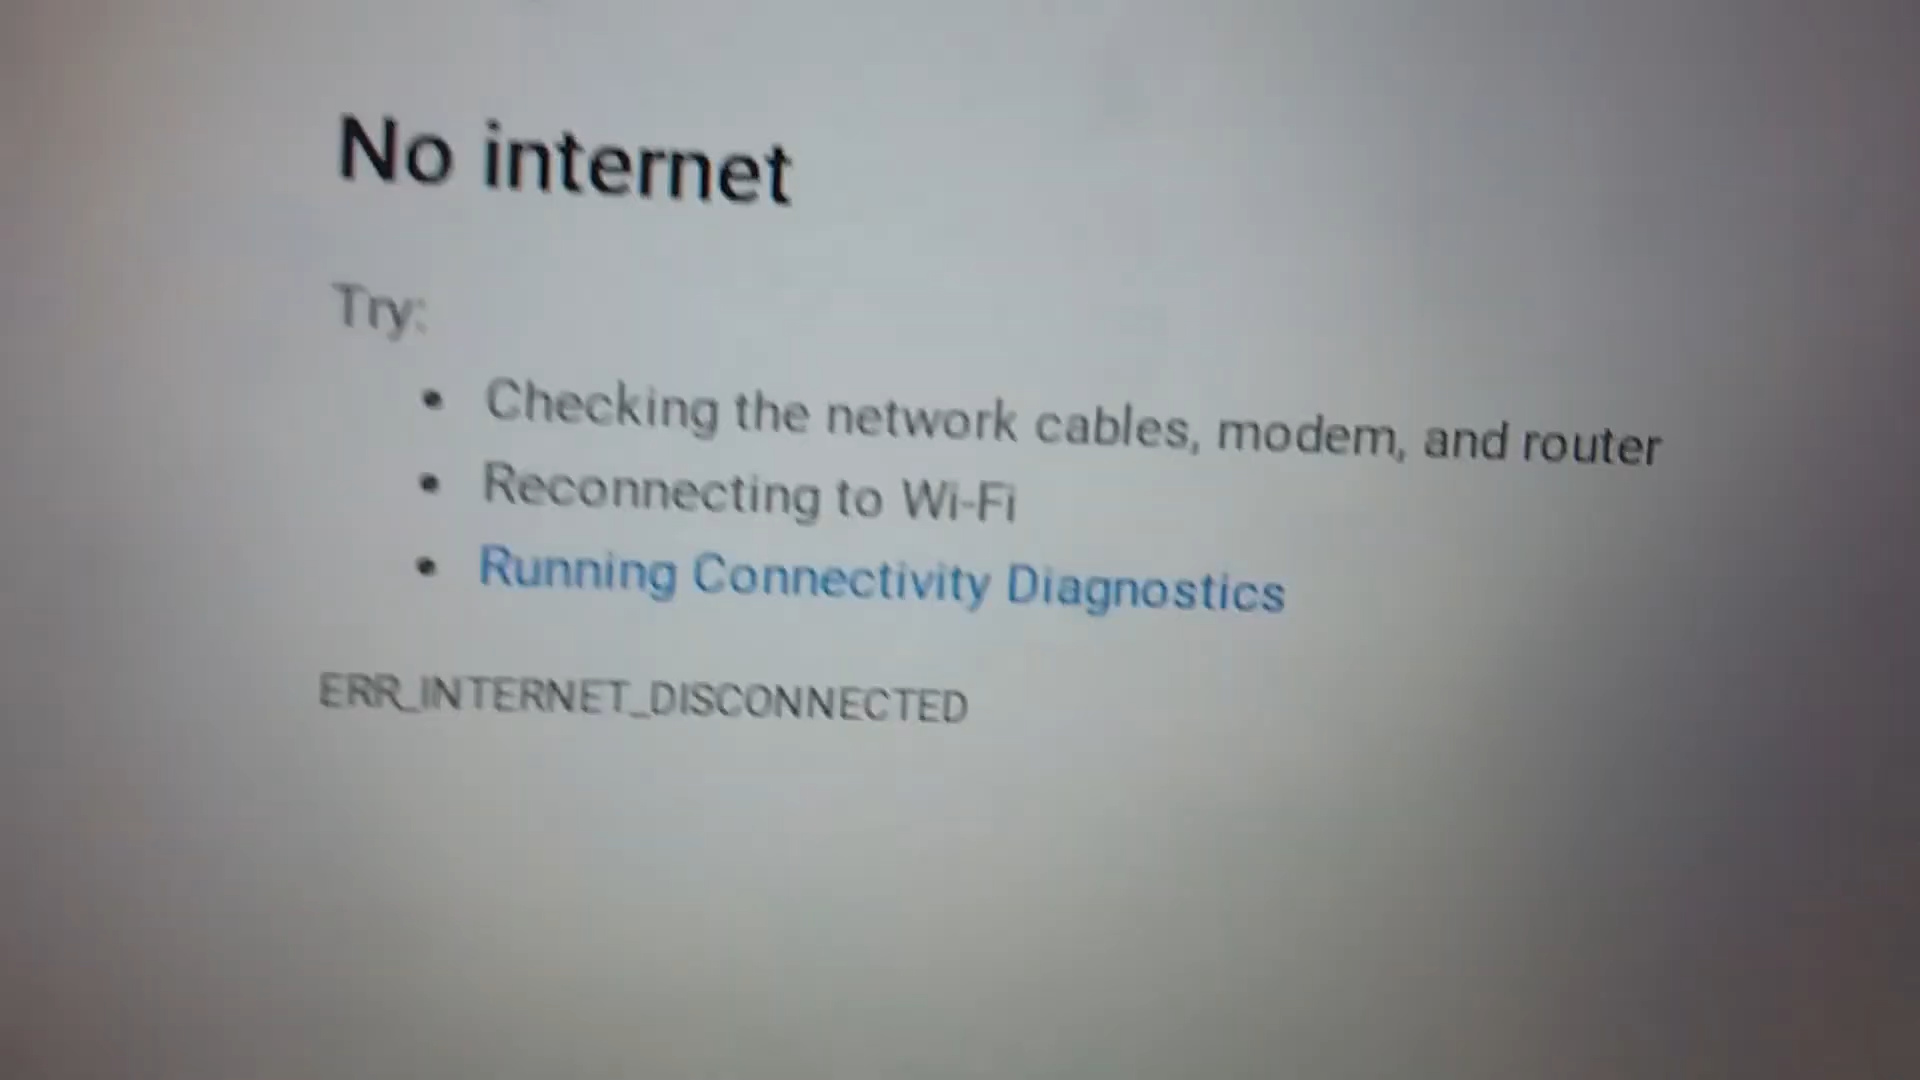 No internet
Try:
• Checking the network cables, modem, and router
• Reconnecting to Wi-Fi
• Running Connectivity Diagnostics
ERR_INTERNET_DISCONNECTED